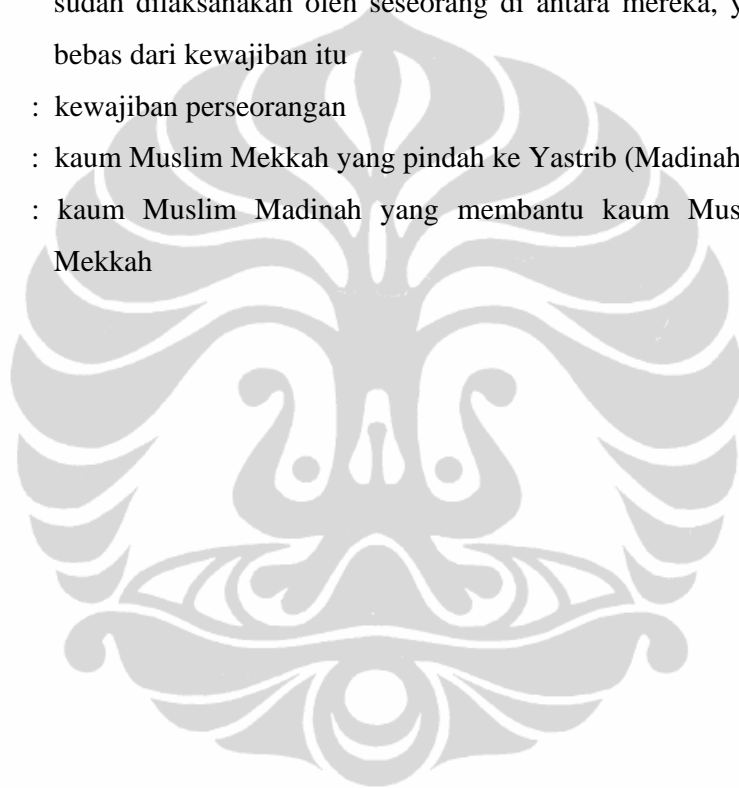 sudah dilaksanakan oleh seseorang di antara mereka, y
bebas dari kewajiban itu
: kewajiban perseorangan
: kaum Muslim Mekkah yang pindah ke Yastrib (Madinah
: kaum Muslim Madinah yang membantu kaum Mus
Mekkah